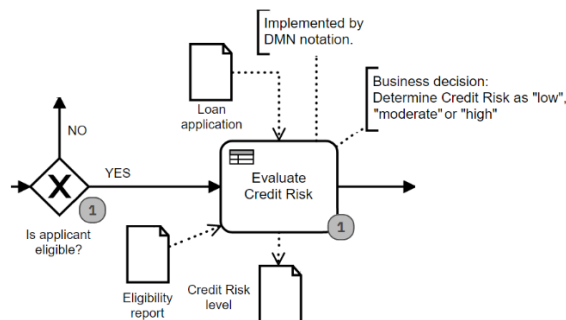 Implemented by
DMN notation.
Business decision:
Determine Credit Risk as "low",
"moderate" or "high"
Loan
application
NO
YES
Evaluate
Credit Risk
1
1
Is applicant
eligible?
Eligibility
report
Credit Risk
level